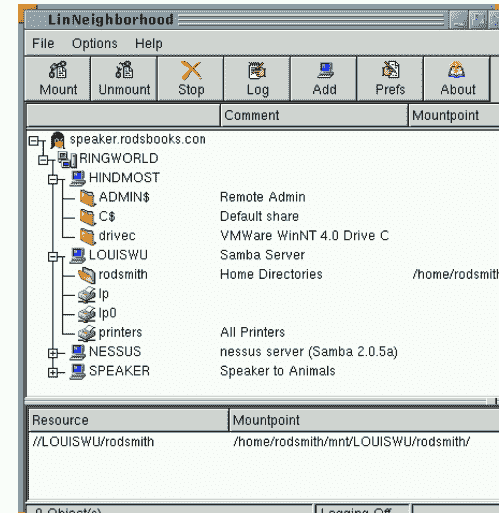 LinNeighborhood
File Options Help
Mount Unmount Stop Log Add Prefs About
Comment Mountpoint
speaker.rodsbooks.con
RINGWORLD
HINDMOST
ADMIN$ Remote Admin
C$ Default share
drivec VMWare WinNT 4.0 Drive C
LOUISWU Samba Server
rodsmith Home Directories /home/rodsmith
lp
lp0
printers All Printers
NESSUS nessus server (Samba 2.0.5a)
SPEAKER Speaker to Animals
Resource Mountpoint
//LOUISWU/rodsmith /home/rodsmith/mnt/LOUISWU/rodsmith/
Object(s) Logging Off